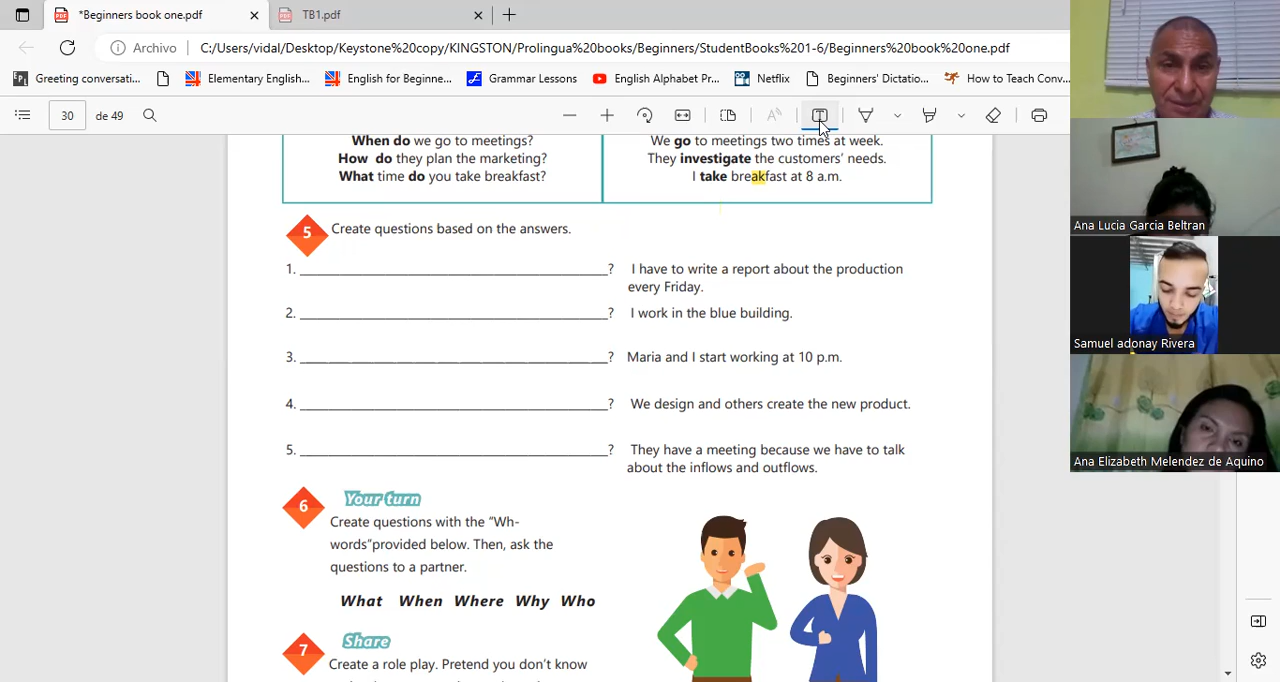 *Beginners book one.pdf
TB1.pdf
Archivo
C:/Users/vidal/Desktop/Keystone%20copy/KINGSTON/Prolingua%20books/Beginners/StudentBooks%201-6/Beginners%20book%20one.pdf
Greeting conversati...
Elementary English...
English for Beginne...
Grammar Lessons
English Alphabet Pr...
Netflix
Beginners' Dictatio...
How to Teach Conv...
30
de 49
When do we go to meetings?
We go to meetings two times at week.
How do they plan the marketing?
They investigate the customers' needs.
What time do you take breakfast?
I take breakfast at 8 a.m.
5
Create questions based on the answers.
1. ______________________________? I have to write a report about the production
every Friday.
2. ______________________________? I work in the blue building.
3. ______________________________? Maria and I start working at 10 p.m.
4. ______________________________? We design and others create the new product.
5. ______________________________? They have a meeting because we have to talk
about the inflows and outflows.
6
Your turn
Create questions with the “Wh-
words”provided below. Then, ask the
questions to a partner.
What When Where Why Who
7
Share
Create a role play. Pretend you don’t know
Ana Lucia Garcia Beltran
Samuel adonay Rivera
Ana Elizabeth Melendez de Aquino